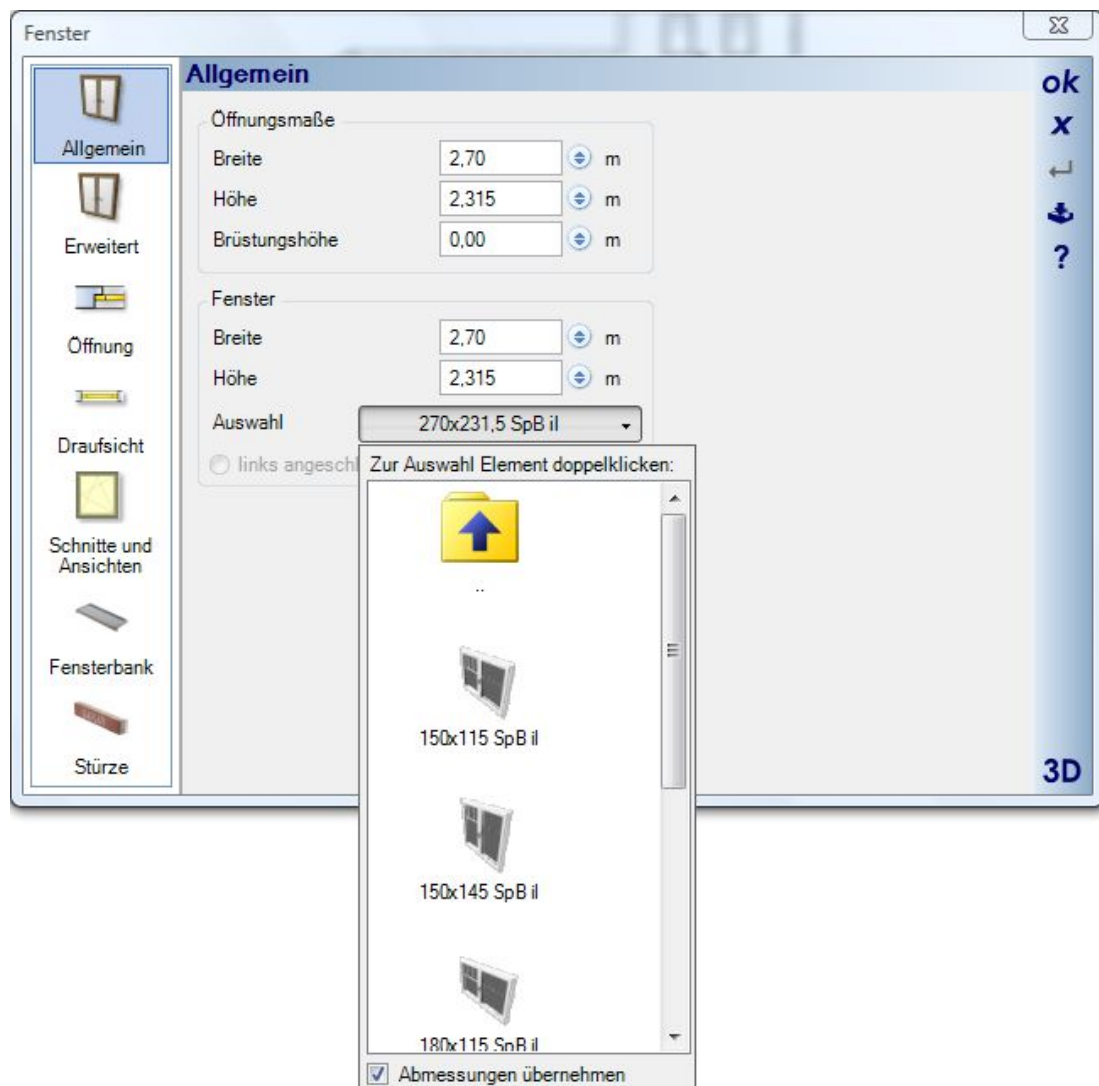 Fenster
Allgemein
Allgemein
Erweitert
Öffnung
Draufsicht
Schnitte und
Ansichten
Fensterbank
Stürze
Öffnungsmaße
Breite 2,70 m
Höhe 2,315 m
Brüstungshöhe 0,00 m
Fenster
Breite 2,70 m
Höhe 2,315 m
Auswahl 270x231,5 SpB il
links angeschl
Zur Auswahl Element doppelklicken:
..
150x115 SpB il
150x145 SpB il
180x115 SpB il
Abmessungen übernehmen
ok
x
?
3D